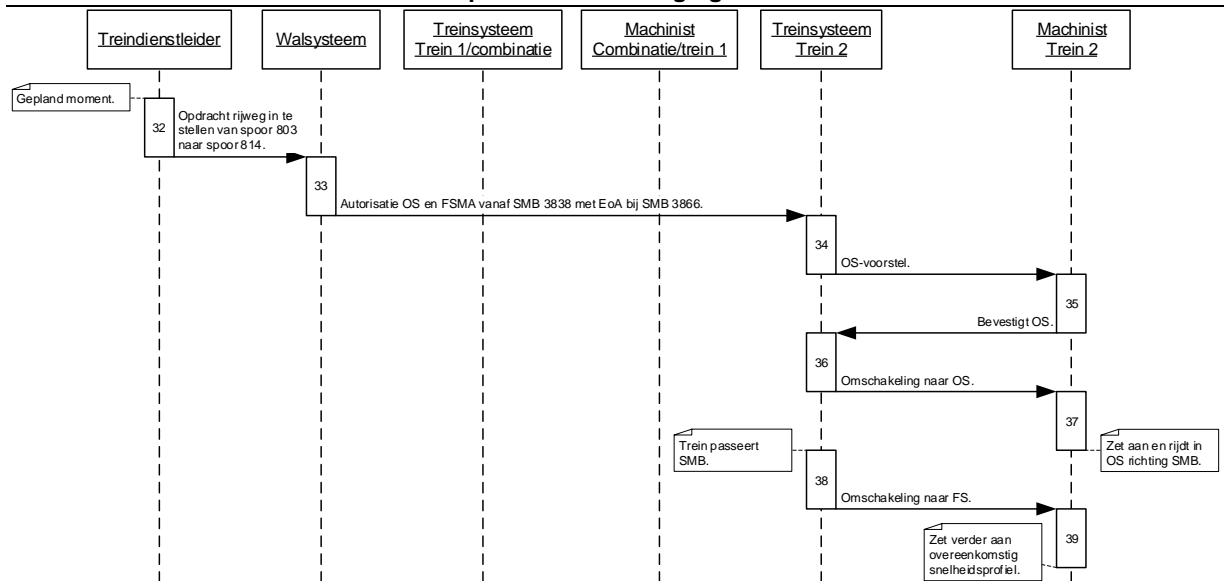 Treindienstleider
Walsysteem
Treinsysteem
Trein 1/combinatie
Machinist
Combinatie/trein 1
Treinsysteem
Trein 2
Machinist
Trein 2
Gepland moment.
32
Opdracht rijweg in te
stellen van spoor 803
naar spoor 814.
33
Autorisatie OS en FSMA vanaf SMB 3838 met EoA bij SMB 3866.
34
OS-voorstel.
35
Bevestigt OS.
36
Omschakeling naar OS.
37
Trein passeert
SMB.
Zet aan en rijdt in
OS richting SMB.
38
Omschakeling naar FS.
39
Zet verder aan
overeenkomstig
snelheidsprofiel.